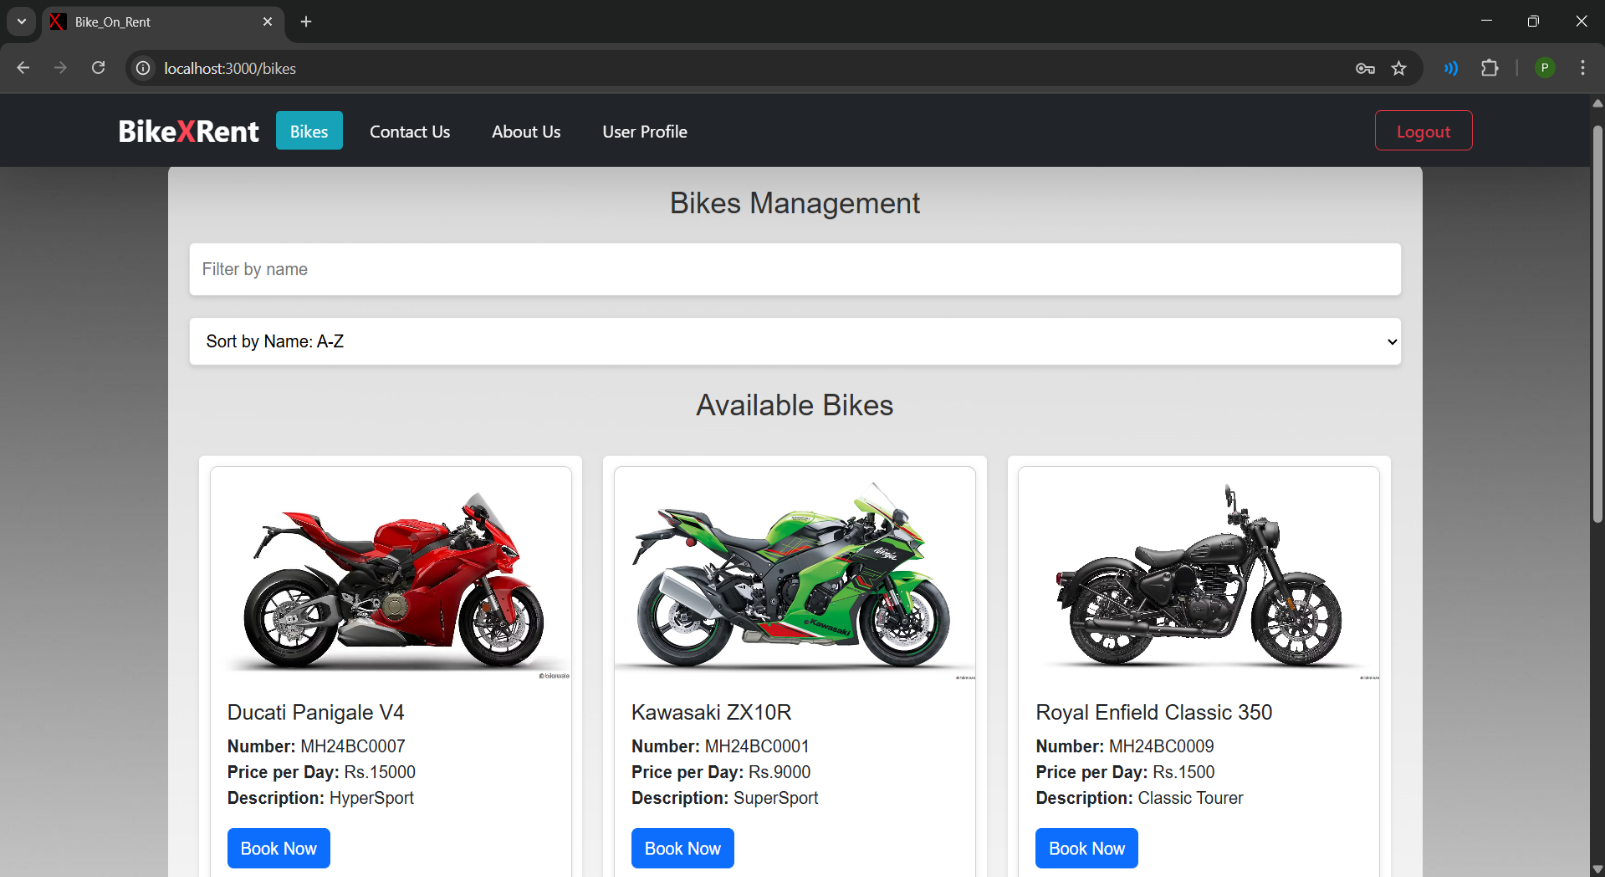 Bike_On_Rent
localhost:3000/bikes
P
BikeXRent Bikes Contact Us About Us User Profile Logout
Bikes Management
Filter by name
Sort by Name: A-Z
Available Bikes
Ninja
Kawasaki
Ducati Panigale V4
Number: MH24BC0007
Price per Day: Rs.15000
Description: HyperSport
Book Now
Kawasaki ZX10R
Number: MH24BC0001
Price per Day: Rs.9000
Description: SuperSport
Book Now
Royal Enfield Classic 350
Number: MH24BC0009
Price per Day: Rs.1500
Description: Classic Tourer
Book Now